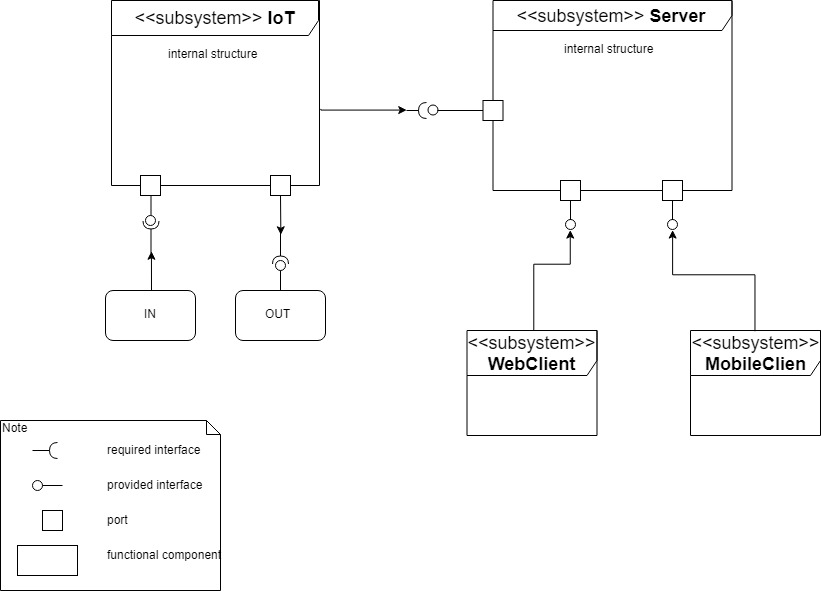 <<subsystem>> IoT
internal structure
<<subsystem>> Server
internal structure
IN
OUT
<<subsystem>>
WebClient
<<subsystem>>
MobileClien
Note
required interface
provided interface
port
functional component